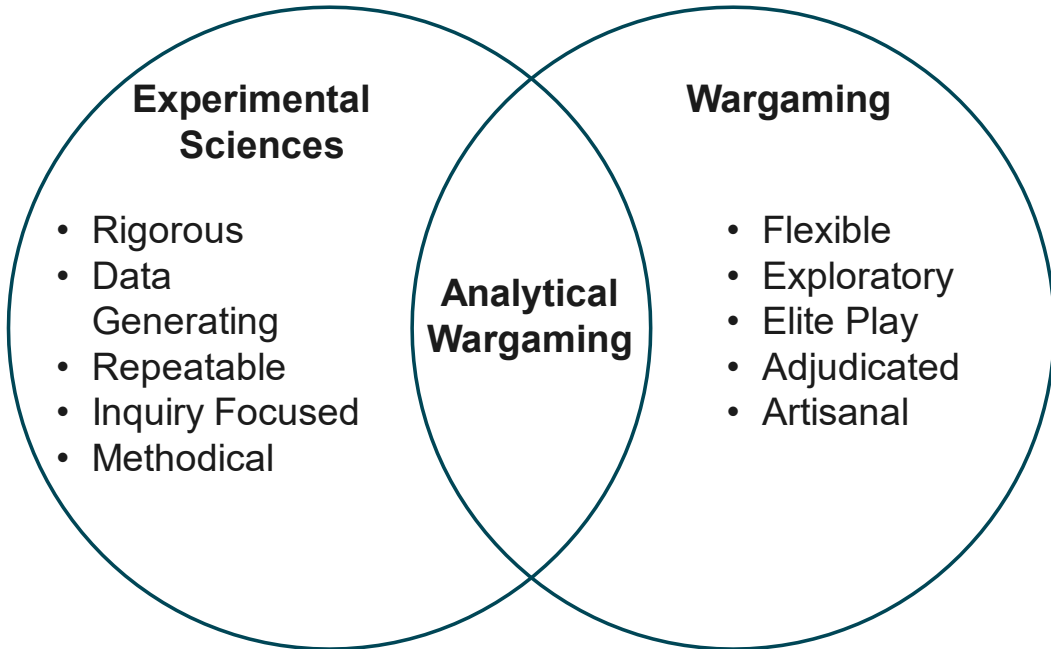 Experimental
Sciences
• Rigorous
• Data
Generating
• Repeatable
• Inquiry Focused
• Methodical
Analytical
Wargaming
Wargaming
• Flexible
• Exploratory
• Elite Play
• Adjudicated
• Artisanal